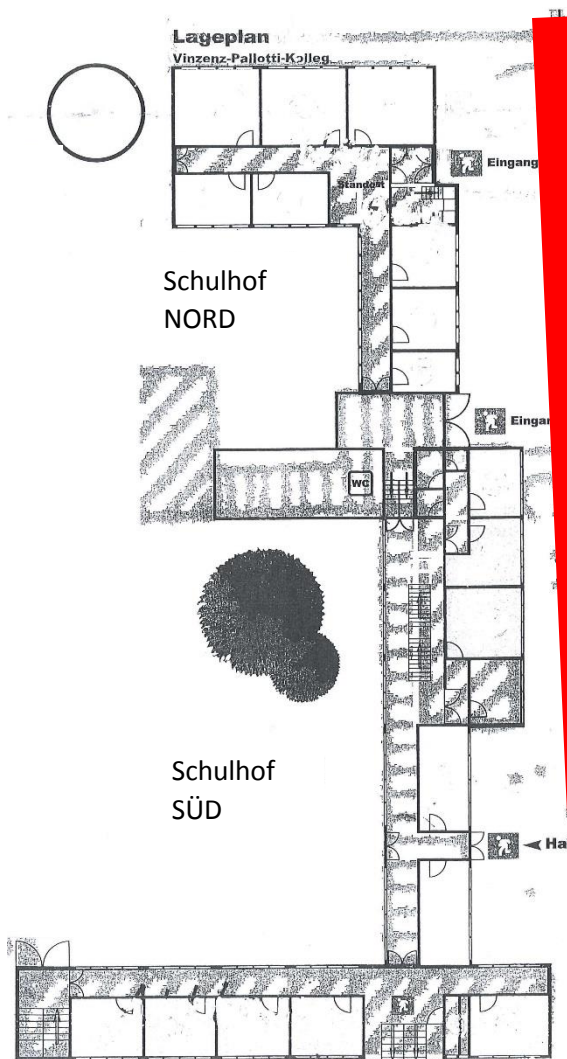 Lageplan
Vinzenz-Pallotti-Kolleg
Eingang
Standort
Schulhof
NORD
Eingan
WC
Schulhof
SÜD
Ha